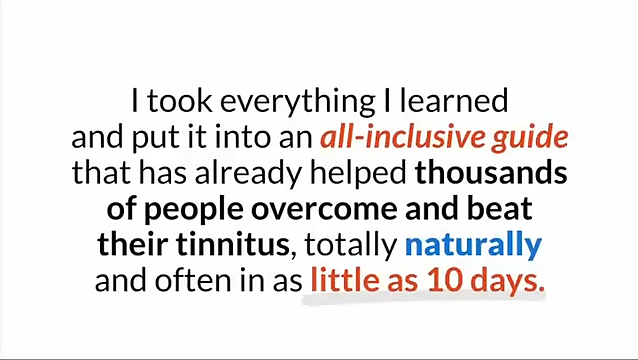 I took everything I learned
and put it into an all-inclusive guide
that has already helped thousands
of people overcome and beat
their tinnitus, totally naturally
and often in as little as 10 days.